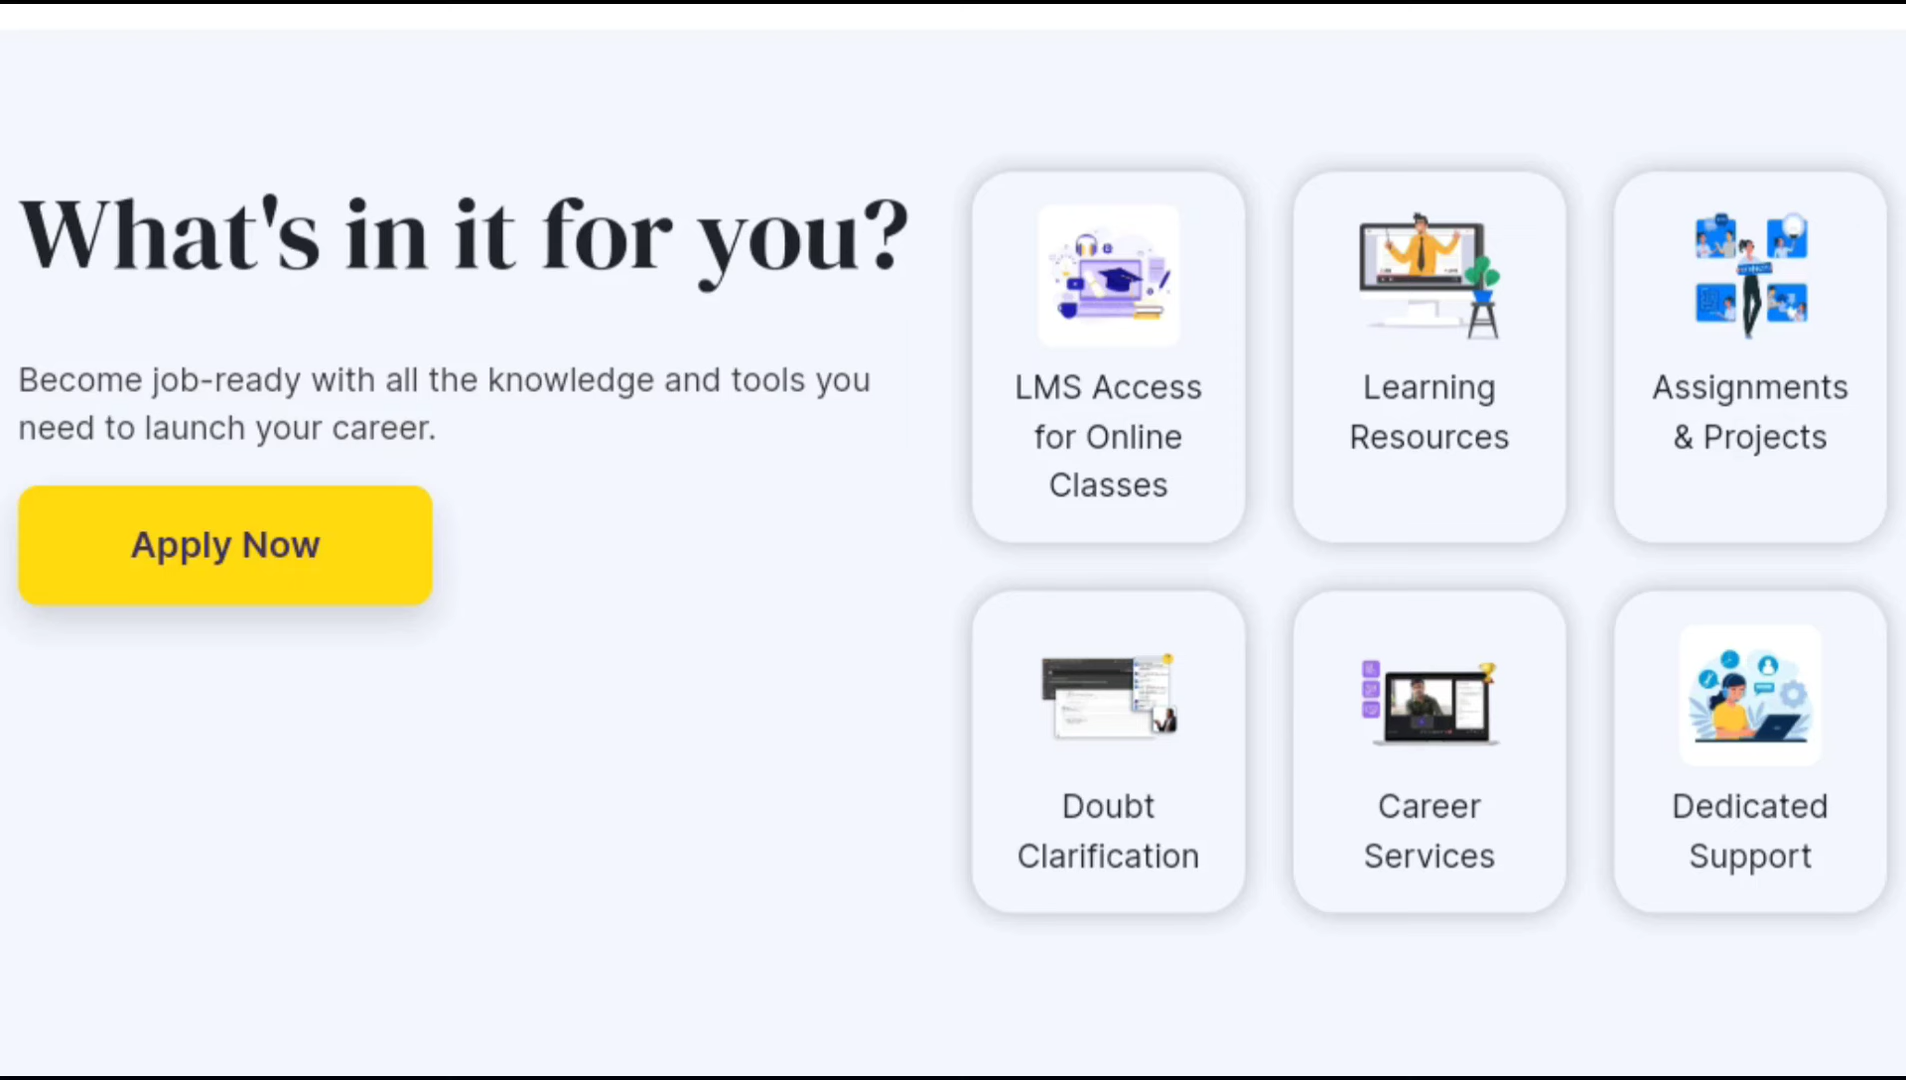 What's in it for you?
Become job-ready with all the knowledge and tools you
need to launch your career.
Apply Now
LMS Access
for Online
Classes
Learning
Resources
Assignments
& Projects
Doubt
Clarification
Career
Services
Dedicated
Support